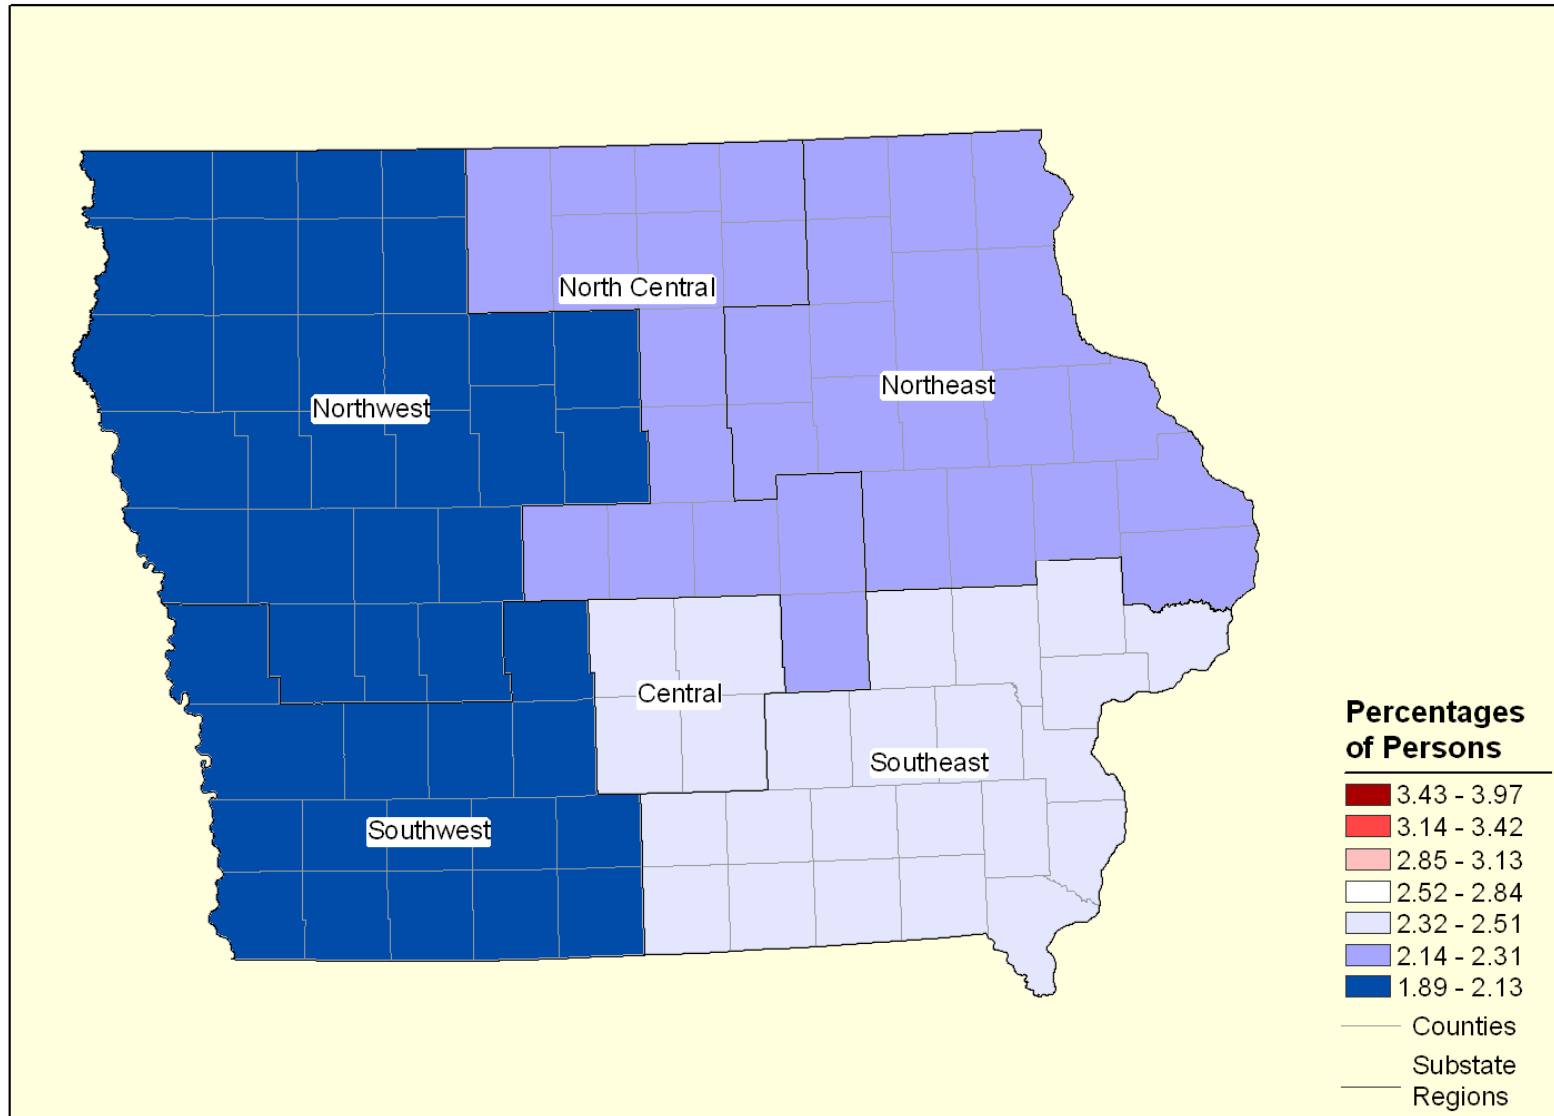 North Central
Northeast
Northwest
Central
Southeast
Southwest
Percentages
of Persons
3.43 - 3.97
3.14 - 3.42
2.85 - 3.13
2.52 - 2.84
2.32 - 2.51
2.14 - 2.31
1.89 - 2.13
Counties
Substate
Regions